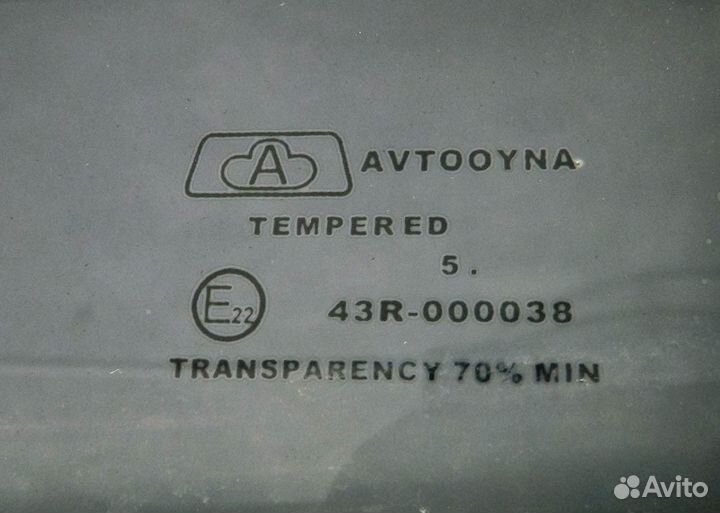 A AVTOOYNA
TEMPERED
5.
E22 43R-000038
TRANSPARENCY 70% MIN
Avito